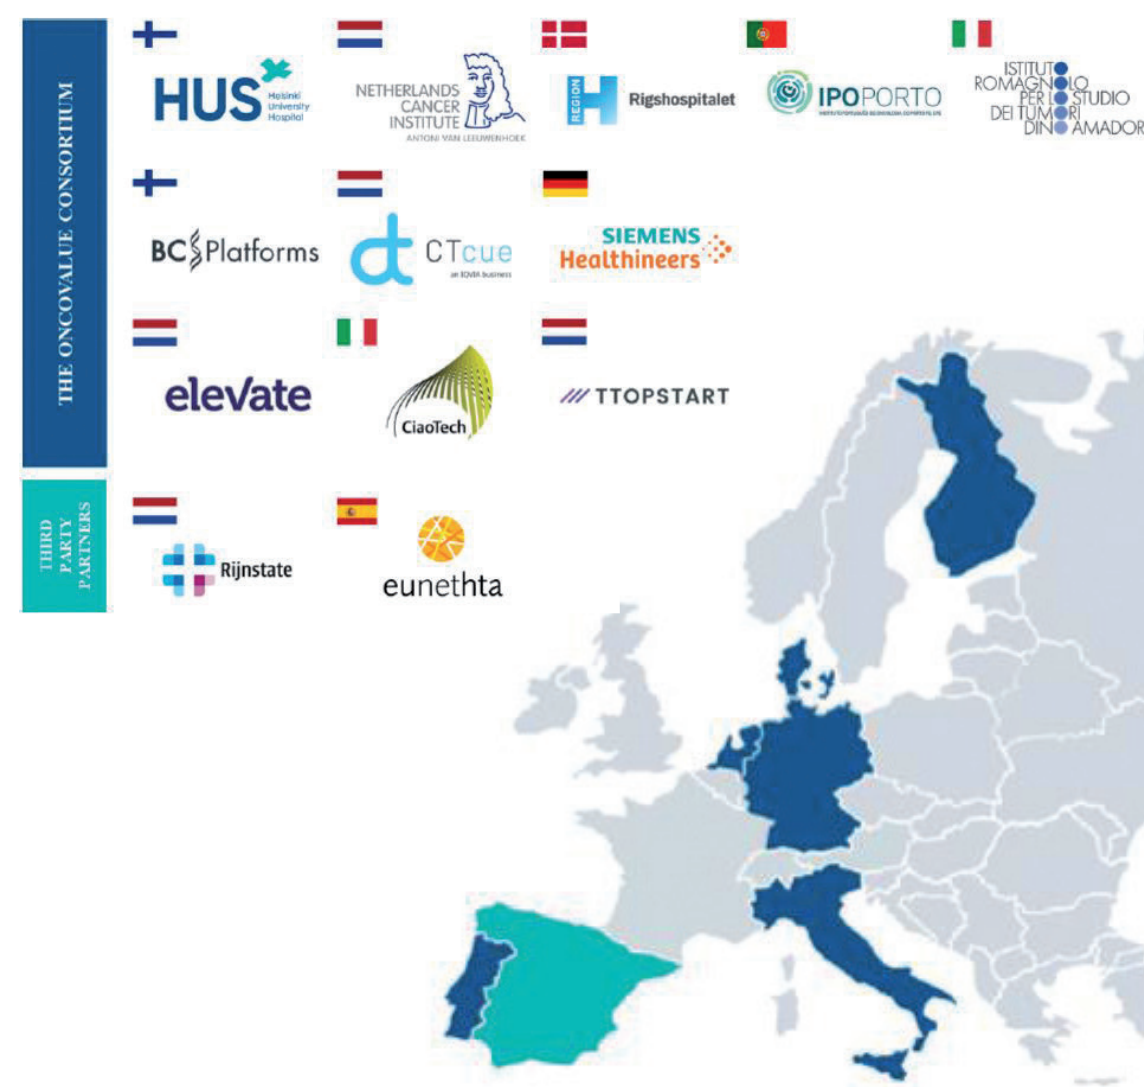 THE ONCOVALUE CONSORTIUM
HUS
Helsinki
University
Hospital
NETHERLANDS
CANCER
INSTITUTE
ANTONI VAN LEEUWENHOEK
REGION
H
Rigshospitalet
IPOPORTO
ISTITUTO
ROMAGNOLO
PER LO STUDIO
DEI TUMORI
DINO AMADOR
BC Platforms
CTcue
an IQVIA business
SIEMENS
Healthineers
elevate
CiaoTech
TTOPSTART
THIRD
PARTY
PARTNERS
Rijnstate
eunethta